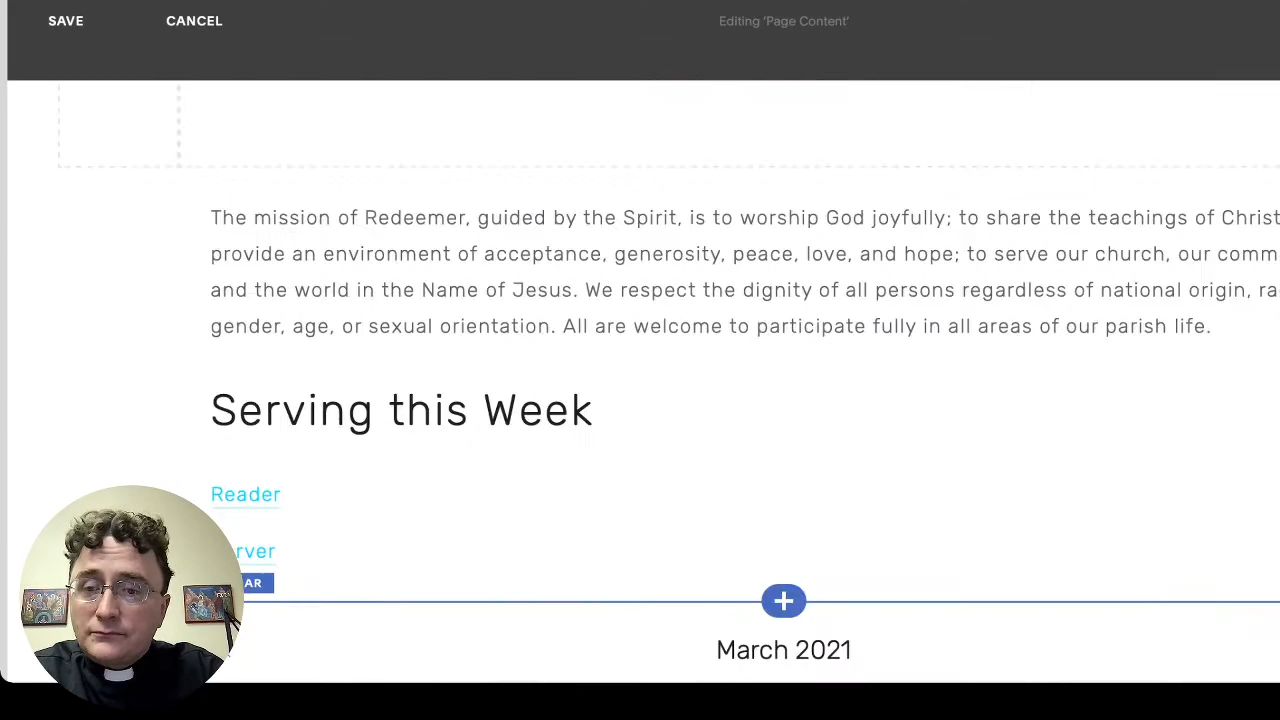 SAVE CANCEL Editing 'Page Content'
The mission of Redeemer, guided by the Spirit, is to worship God joyfully; to share the teachings of Christ
provide an environment of acceptance, generosity, peace, love, and hope; to serve our church, our comm
and the world in the Name of Jesus. We respect the dignity of all persons regardless of national origin, ra
gender, age, or sexual orientation. All are welcome to participate fully in all areas of our parish life.
Serving this Week
Reader
rver
AR
March 2021